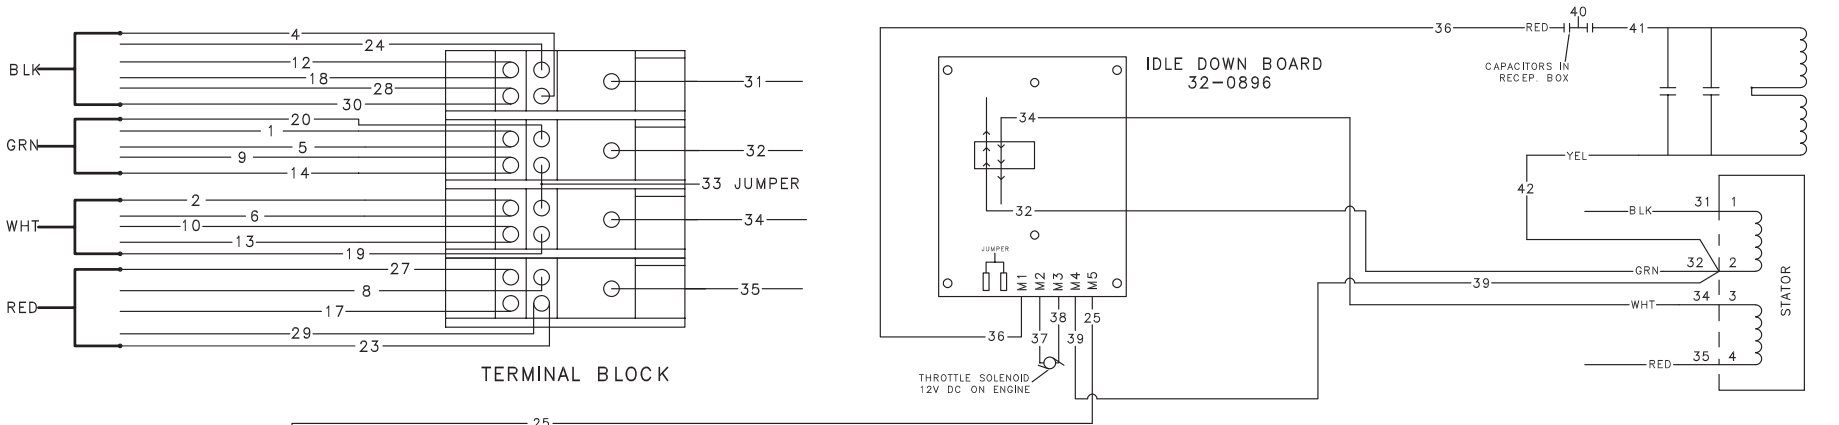 BLK
4
24
12
18
28
30
31
GRN
20
1
5
9
14
32
33 JUMPER
WHT
2
6
10
13
19
34
RED
27
8
17
29
23
35
TERMINAL BLOCK
36
RED
40
41
CAPACITORS IN
RECEP. BOX
IDLE DOWN BOARD
32-0896
34
32
JUMPER
M1
M2
M3
M4
M5
36
37
38
39
25
THROTTLE SOLENOID
12V DC ON ENGINE
25
YEL
42
BLK
31
1
GRN
32
2
39
WHT
34
3
RED
35
4
STATOR